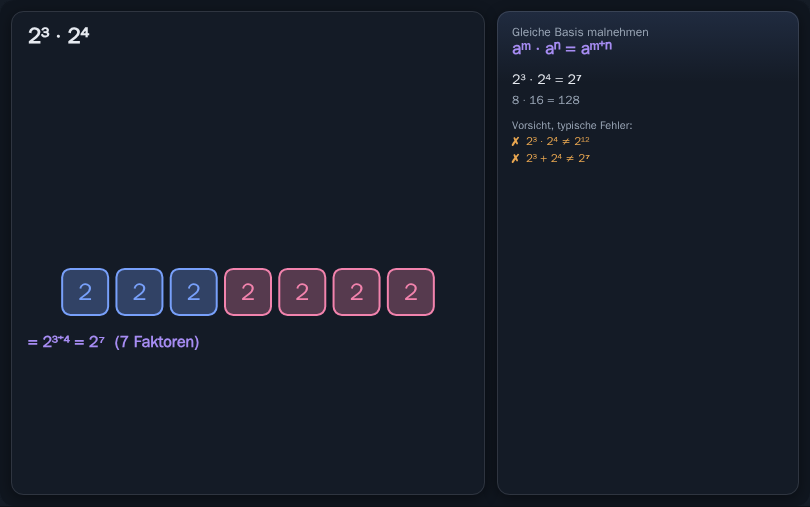 2³ · 2⁴
2 2 2 2 2 2 2
= 2³⁺⁴ = 2⁷ (7 Faktoren)
Gleiche Basis malnehmen
aᵐ · aⁿ = aᵐ⁺ⁿ
2³ · 2⁴ = 2⁷
8 · 16 = 128
Vorsicht, typische Fehler:
✗ 2³ · 2⁴ ≠ 2¹²
✗ 2³ + 2⁴ ≠ 2⁷